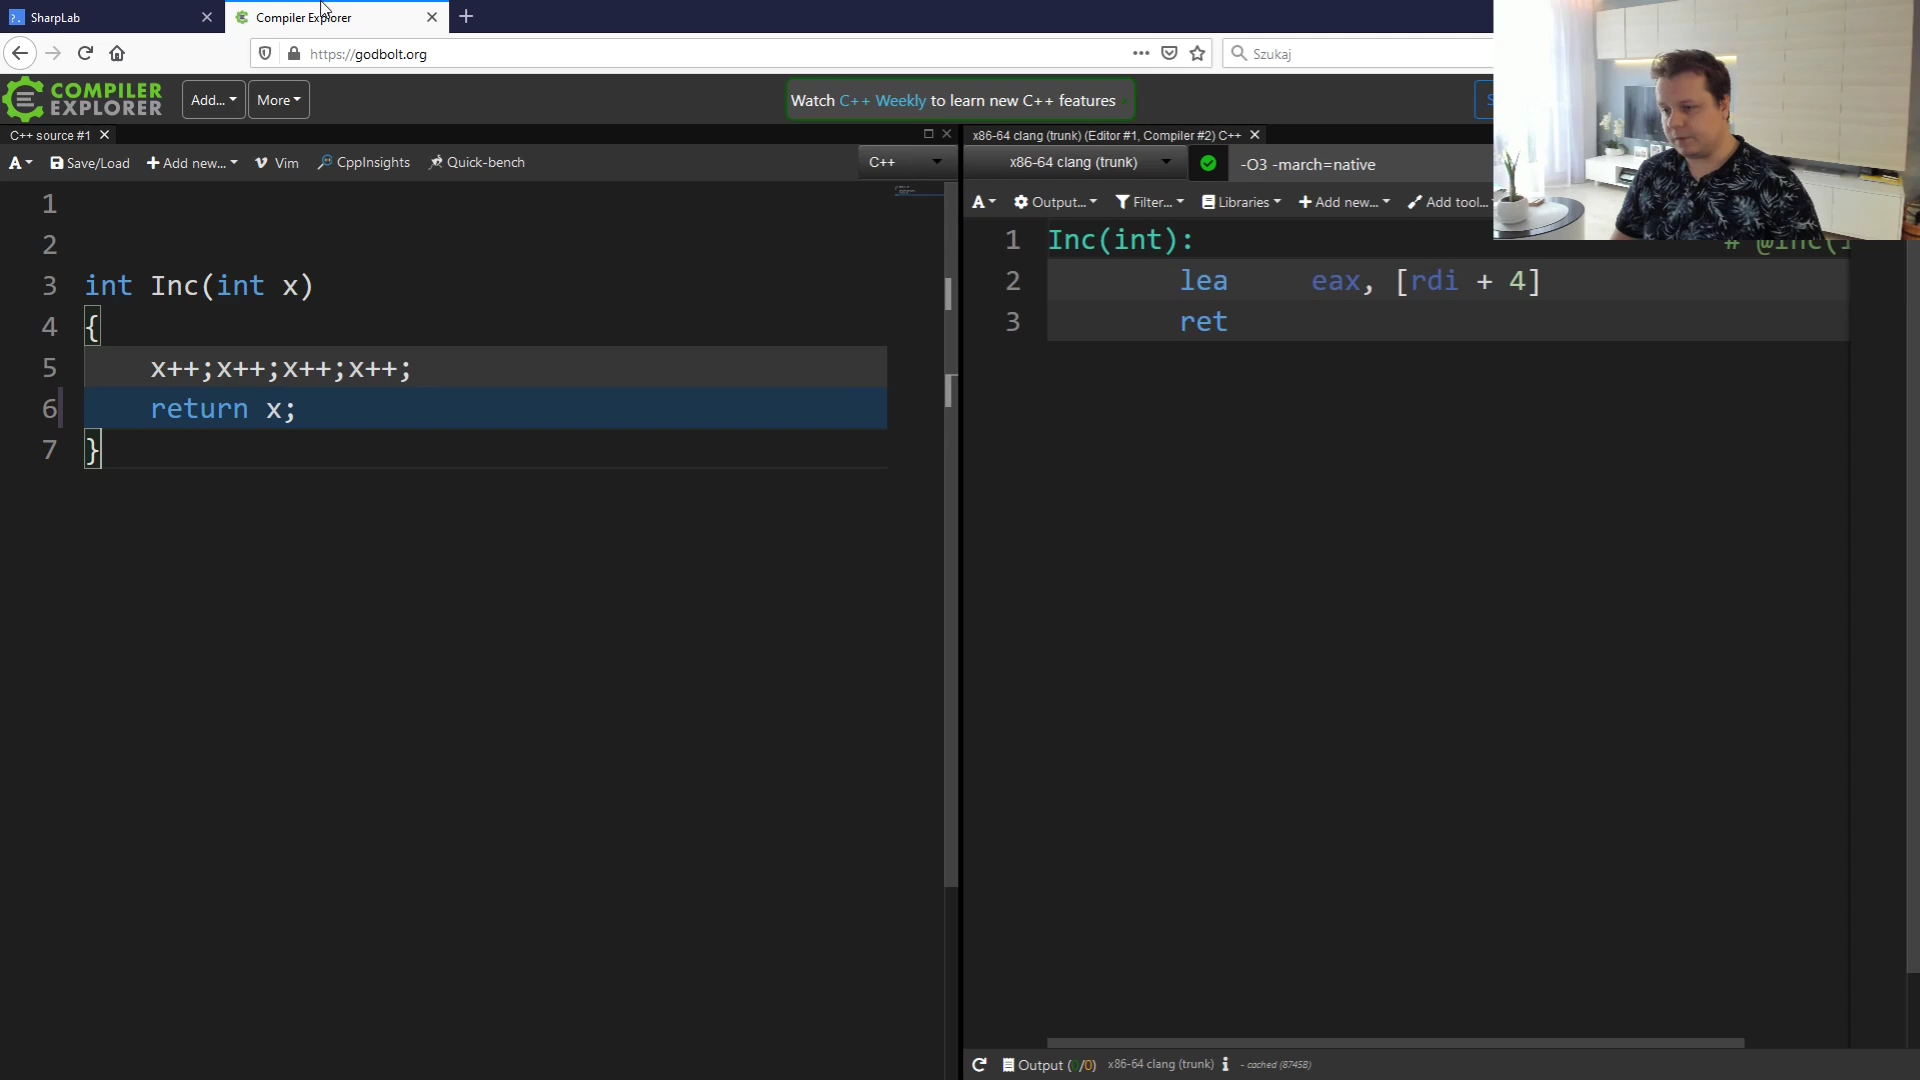 SharpLab
Compiler Explorer
https://godbolt.org
Szukaj
COMPILER
EXPLORER
Add...
More
Watch C++ Weekly to learn new C++ features
C++ source #1
A
Save/Load
Add new...
Vim
CppInsights
Quick-bench
C++
1
2
3 int Inc(int x)
4 {
5 x++;x++;x++;x++;
6 return x;
7 }
x86-64 clang (trunk) (Editor #1, Compiler #2) C++
x86-64 clang (trunk)
-O3 -march=native
A
Output...
Filter...
Libraries
Add new...
Add tool...
1 Inc(int):
2 lea eax, [rdi + 4]
3 ret
Output (0/0) x86-64 clang (trunk) i - cached (8745B)